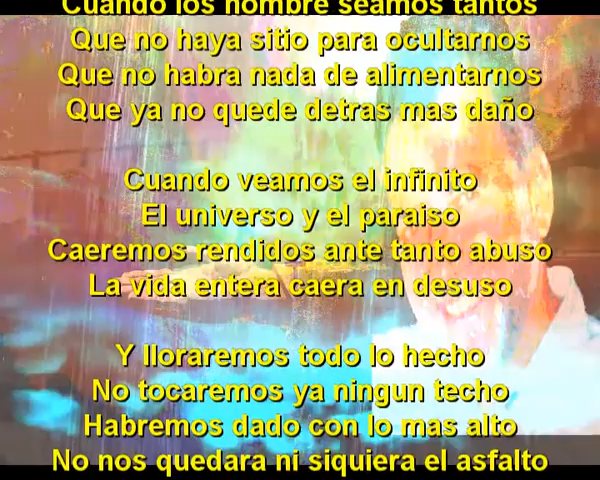 Cuando los hombre seamos tantos
Que no haya sitio para ocultarnos
Que no habra nada de alimentarnos
Que ya no quede detras mas daño
Cuando veamos el infinito
El universo y el paraiso
Caeremos rendidos ante tanto abuso
La vida entera caera en desuso
Y lloraremos todo lo hecho
No tocaremos ya ningun techo
Habremos dado con lo mas alto
No nos quedara ni siquiera el asfalto